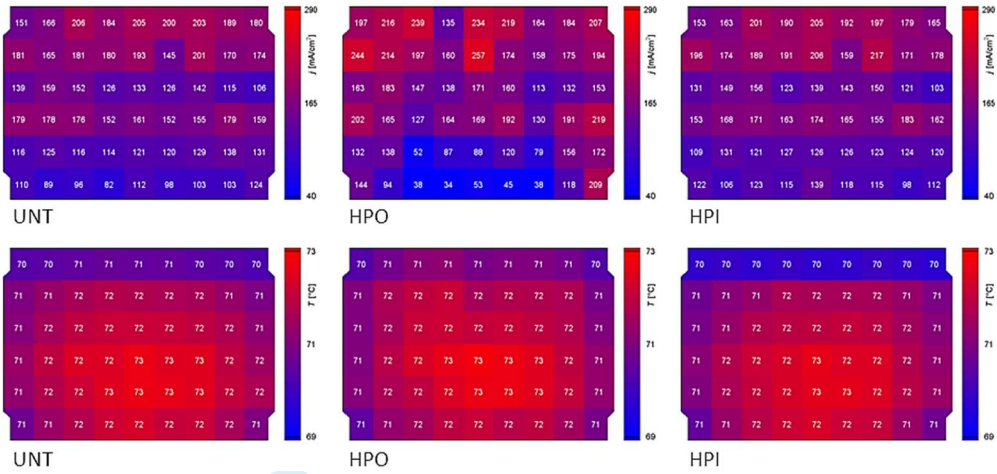 151 166 206 184 205 200 203 189 180
181 165 181 180 193 145 201 170 174
139 159 152 126 133 126 142 115 106
179 178 176 152 161 152 155 179 159
116 125 116 114 121 120 129 138 131
110 89 96 82 112 98 103 103 124
290
j [mA/cm²]
165
40
UNT
197 216 239 135 234 219 164 184 207
244 214 197 160 257 174 158 175 194
163 183 147 138 171 160 113 132 153
202 165 127 164 169 192 130 191 219
132 138 52 87 88 120 79 156 172
144 94 38 34 53 45 38 118 209
290
j [mA/cm²]
165
40
HPO
153 163 201 190 205 192 197 179 165
196 174 189 191 206 159 217 171 178
131 149 156 123 139 143 150 121 103
153 168 171 163 174 165 155 183 162
109 131 121 127 126 126 123 124 120
122 106 123 115 139 118 115 98 112
290
j [mA/cm²]
165
40
HPI
70 70 71 71 71 70 70 70 70
71 71 72 72 72 72 72 71 71
71 72 72 72 72 72 72 72 71
71 72 72 72 73 73 73 72 72
71 72 72 73 73 73 73 72 72
71 71 72 72 72 72 72 72 71
73
T [°C]
71
69
UNT
70 71 71 71 71 71 71 71 70
71 71 72 72 71 72 72 72 71
71 72 72 72 72 72 72 72 71
71 72 72 73 73 73 73 72 71
71 72 72 72 73 73 73 72 71
71 71 72 72 72 72 72 72 71
73
T [°C]
71
69
HPO
70 70 70 70 70 70 70 70 70
71 71 71 72 72 72 72 71 71
71 71 72 72 72 72 72 72 71
71 72 72 72 73 72 72 72 71
71 72 72 72 73 73 72 72 71
71 71 72 72 72 72 72 71 71
73
T [°C]
71
69
HPI